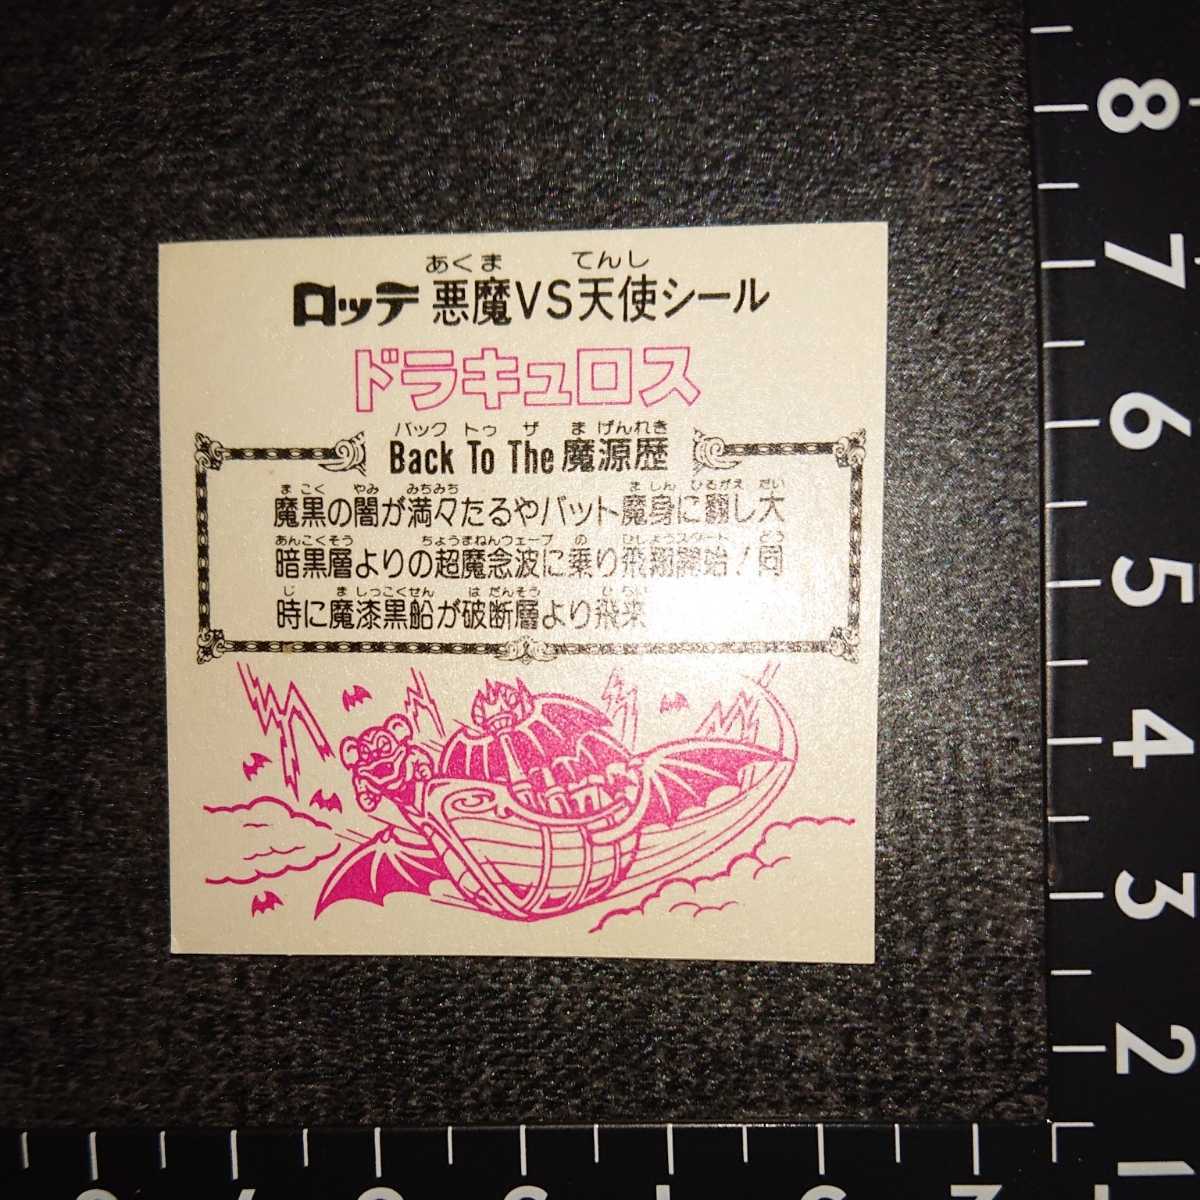 あくま てんし
ロッテ 悪魔VS天使シール
ドラキュロス
バック トゥ ザ ま げんれき
Back To The 魔源歴
まこく やみ みちみち ましん ひるがえ だい
魔黒の闇が満々たるやバット魔身に翻し大
あんこくそう ちょうまねんウェーブ の ひしょうスタート どう
暗黒層よりの超魔念波に乗り飛翔開始！同
じ ましっこくせん はだんそう ひらい
時に魔漆黒船が破断層より飛来
8
7
6
5
4
3
2
1